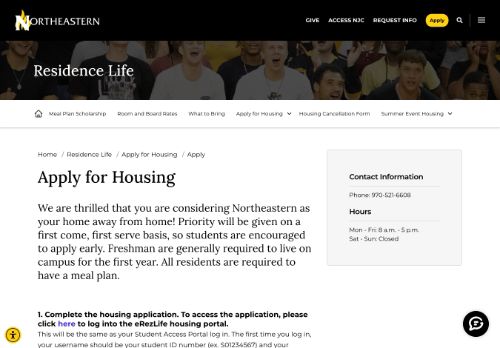 NORTHEASTERN
GIVE ACCESS NJC REQUEST INFO Apply
Residence Life
Meal Plan Scholarship Room and Board Rates What to Bring Apply for Housing Housing Cancellation Form Summer Event Housing
Home / Residence Life / Apply for Housing / Apply
Apply for Housing
We are thrilled that you are considering Northeastern as
your home away from home! Priority will be given on a
first come, first serve basis, so students are encouraged
to apply early. Freshman are generally required to live on
campus for the first year. All residents are required to
have a meal plan.
1. Complete the housing application. To access the application, please
click here to log into the eRezLife housing portal.
This will be the same as your Student Access Portal log in. The first time you log in,
your username should be your student ID number (ex. S01234567) and your
Contact Information
Phone: 970-521-6608
Hours
Mon - Fri: 8 a.m. - 5 p.m.
Sat - Sun: Closed